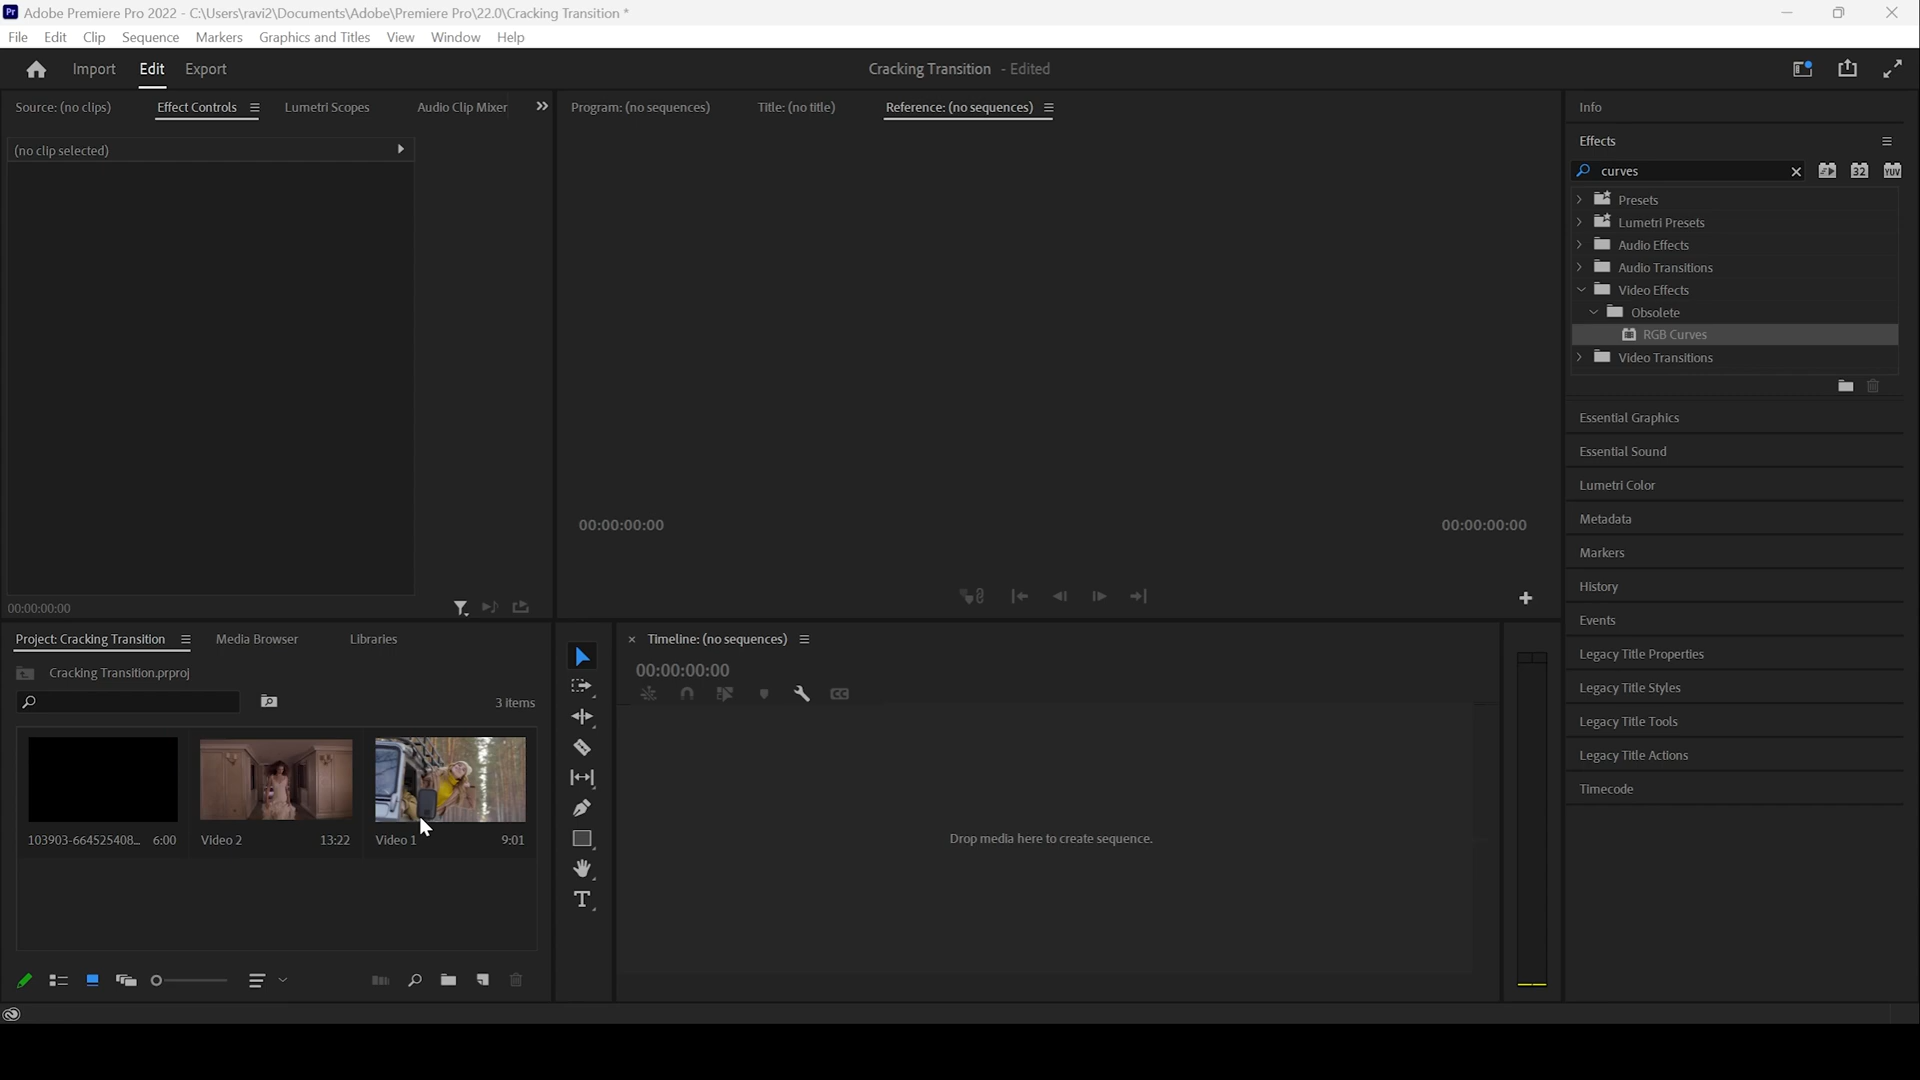 Pr Adobe Premiere Pro 2022 - C:\Users\ravi2\Documents\Adobe\Premiere Pro\22.0\Cracking Transition *
File Edit Clip Sequence Markers Graphics and Titles View Window Help
Import Edit Export Cracking Transition - Edited
Source: (no clips) Effect Controls Lumetri Scopes Audio Clip Mixer Program: (no sequences) Title: (no title) Reference: (no sequences) Info
Effects
(no clip selected)
curves 32 YUV
Presets
Lumetri Presets
Audio Effects
Audio Transitions
Video Effects
Obsolete
RGB Curves
Video Transitions
Essential Graphics
Essential Sound
Lumetri Color
Metadata
Markers
History
Events
Legacy Title Properties
Legacy Title Styles
Legacy Title Tools
Legacy Title Actions
Timecode
00:00:00:00 00:00:00:00
00:00:00:00
Project: Cracking Transition Media Browser Libraries
Cracking Transition.prproj
3 items
103903-664525408... 6:00 Video 2 13:22 Video 1 9:01
Timeline: (no sequences)
00:00:00:00
CC
Drop media here to create sequence.
T